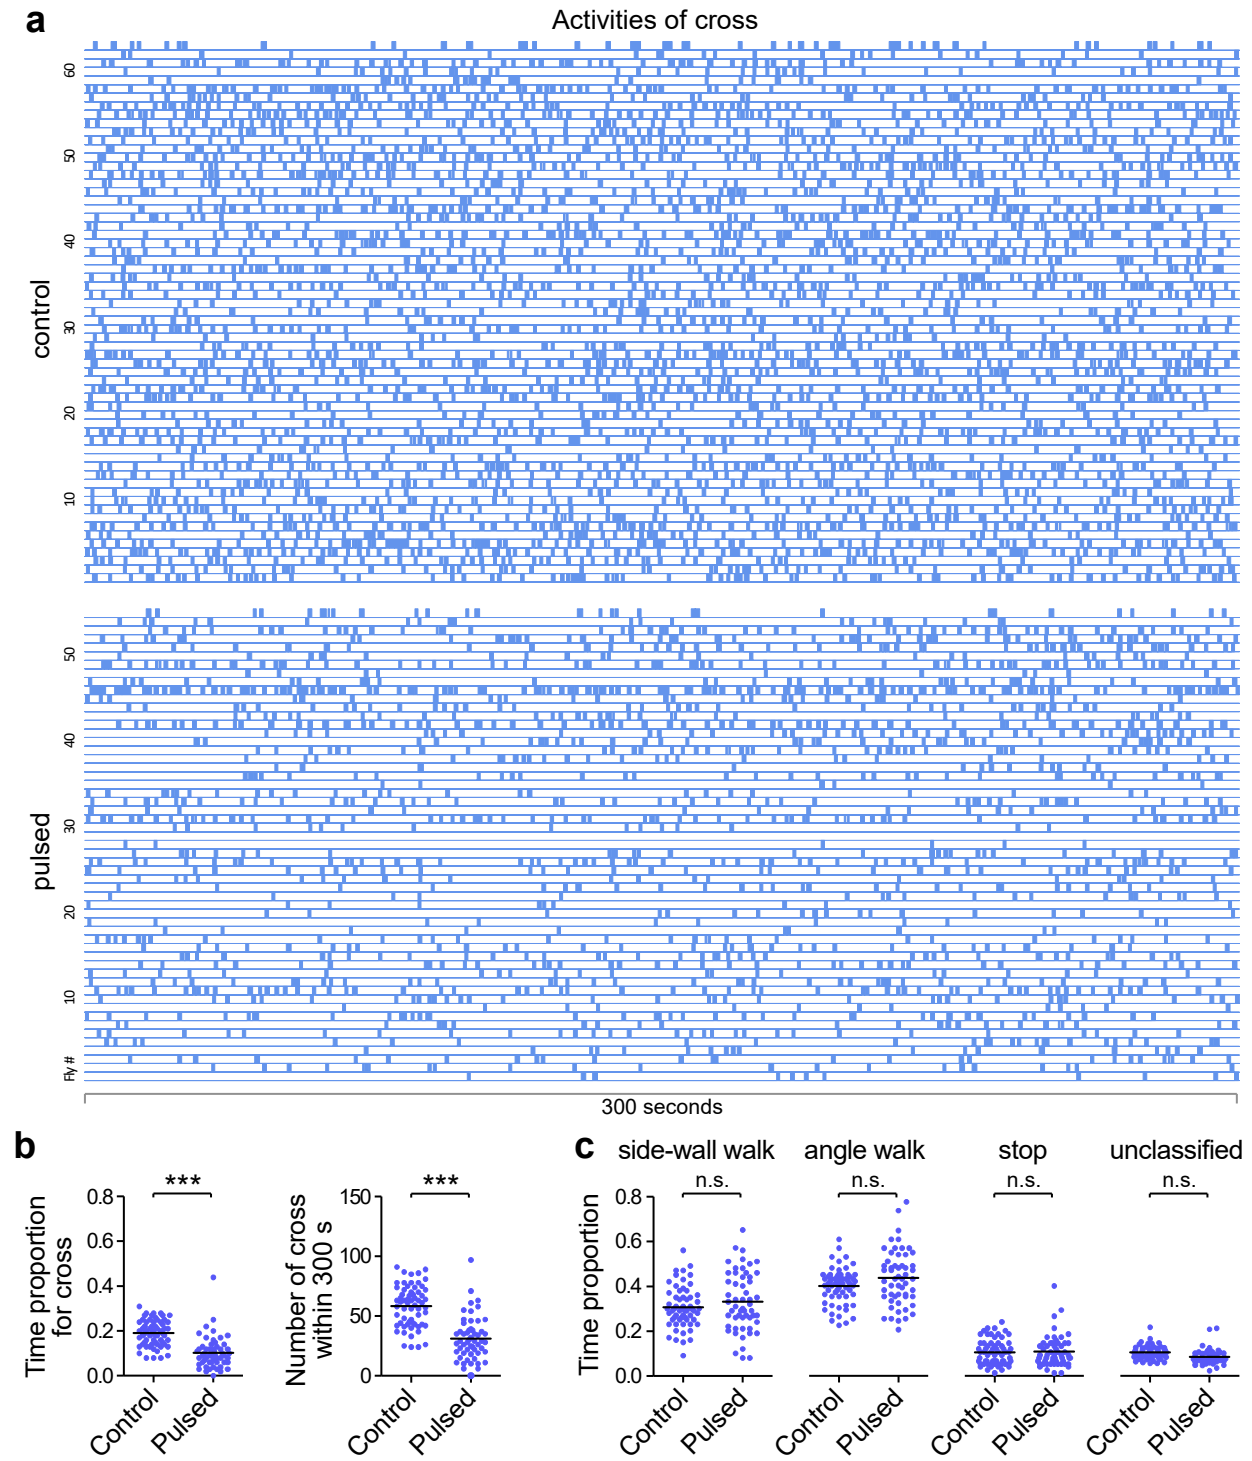 a
Activities of cross
60
50
40
30
20
10
control
50
40
30
20
10
Fly #
pulsed
300 seconds
b
***
0.8
0.6
0.4
0.2
0.0
Time proportion
for cross
Control
Pulsed
***
150
100
50
0
Number of cross
within 300 s
Control
Pulsed
c
side-wall walk
angle walk
stop
unclassified
n.s.
n.s.
n.s.
n.s.
0.8
0.6
0.4
0.2
0.0
Time proportion
Control
Pulsed
Control
Pulsed
Control
Pulsed
Control
Pulsed